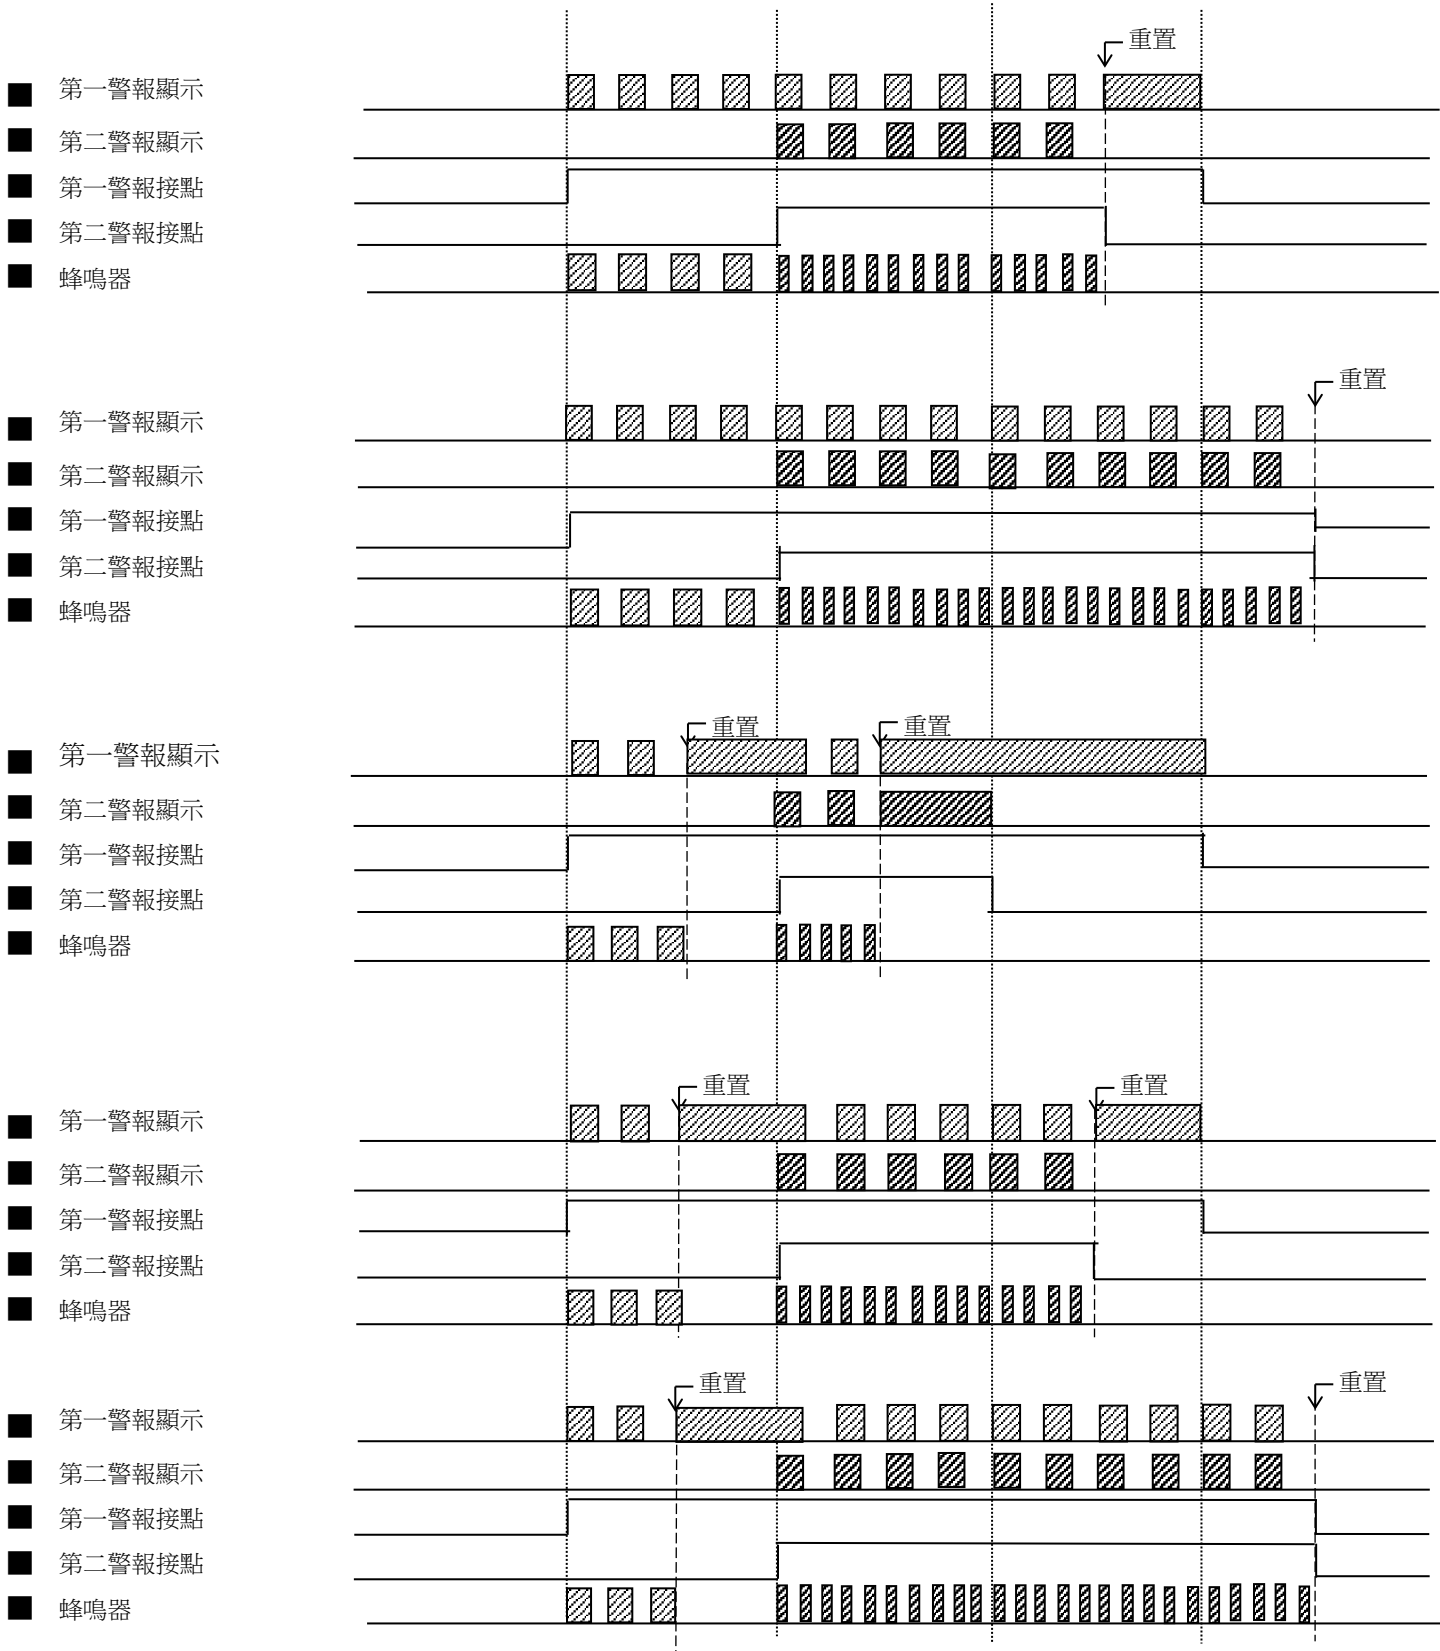 重置
■ 第一警報顯示
■ 第二警報顯示
■ 第一警報接點
■ 第二警報接點
■ 蜂鳴器
重置
■ 第一警報顯示
■ 第二警報顯示
■ 第一警報接點
■ 第二警報接點
■ 蜂鳴器
重置 重置
■ 第一警報顯示
■ 第二警報顯示
■ 第一警報接點
■ 第二警報接點
■ 蜂鳴器
重置 重置
■ 第一警報顯示
■ 第二警報顯示
■ 第一警報接點
■ 第二警報接點
■ 蜂鳴器
重置 重置
■ 第一警報顯示
■ 第二警報顯示
■ 第一警報接點
■ 第二警報接點
■ 蜂鳴器